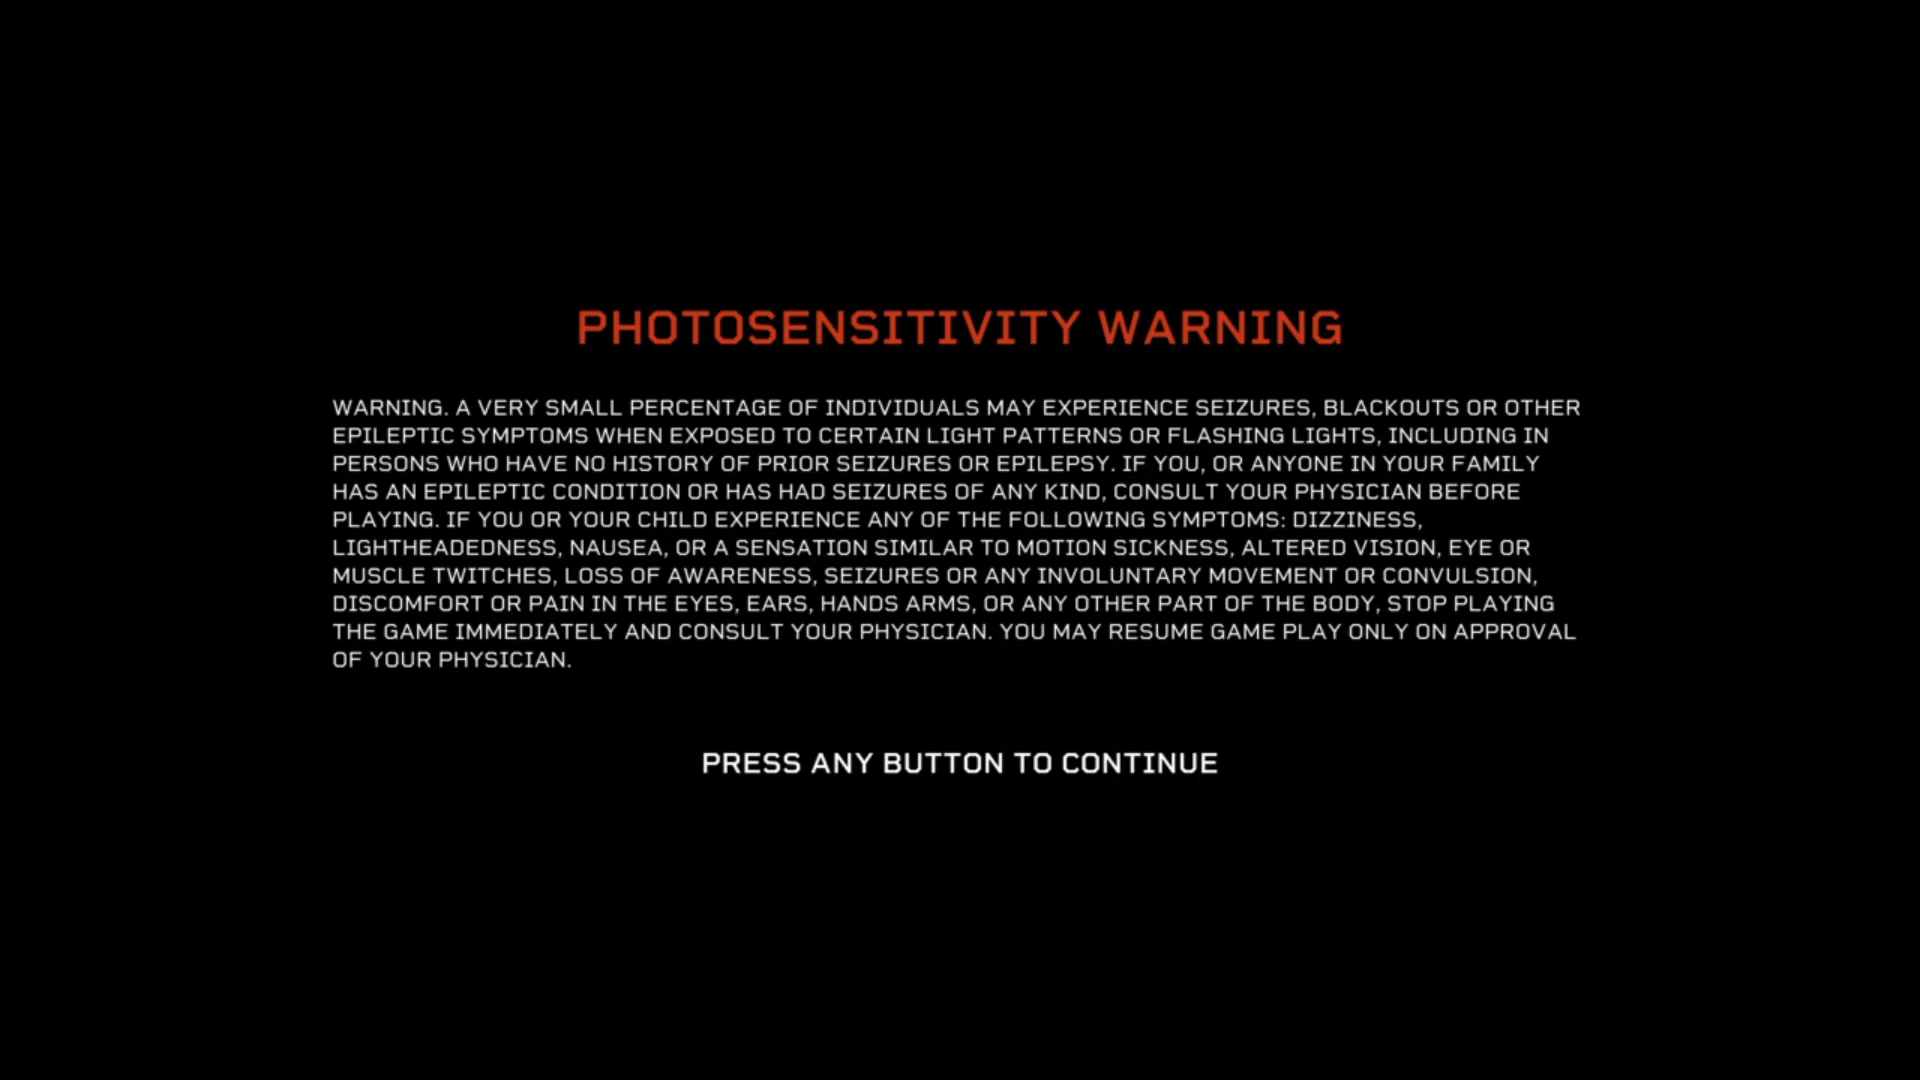 PHOTOSENSITIVITY WARNING
WARNING. A VERY SMALL PERCENTAGE OF INDIVIDUALS MAY EXPERIENCE SEIZURES, BLACKOUTS OR OTHER
EPILEPTIC SYMPTOMS WHEN EXPOSED TO CERTAIN LIGHT PATTERNS OR FLASHING LIGHTS, INCLUDING IN
PERSONS WHO HAVE NO HISTORY OF PRIOR SEIZURES OR EPILEPSY. IF YOU, OR ANYONE IN YOUR FAMILY
HAS AN EPILEPTIC CONDITION OR HAS HAD SEIZURES OF ANY KIND, CONSULT YOUR PHYSICIAN BEFORE
PLAYING. IF YOU OR YOUR CHILD EXPERIENCE ANY OF THE FOLLOWING SYMPTOMS: DIZZINESS,
LIGHTHEADEDNESS, NAUSEA, OR A SENSATION SIMILAR TO MOTION SICKNESS, ALTERED VISION, EYE OR
MUSCLE TWITCHES, LOSS OF AWARENESS, SEIZURES OR ANY INVOLUNTARY MOVEMENT OR CONVULSION,
DISCOMFORT OR PAIN IN THE EYES, EARS, HANDS ARMS, OR ANY OTHER PART OF THE BODY, STOP PLAYING
THE GAME IMMEDIATELY AND CONSULT YOUR PHYSICIAN. YOU MAY RESUME GAME PLAY ONLY ON APPROVAL
OF YOUR PHYSICIAN.
PRESS ANY BUTTON TO CONTINUE